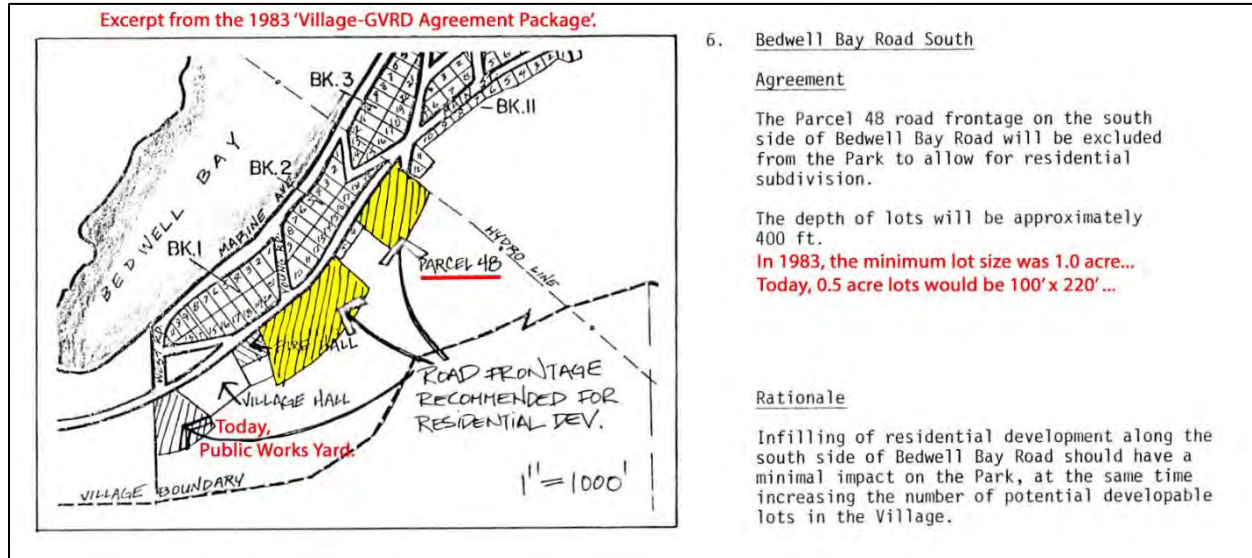 Excerpt from the 1983 ‘Village-GVRD Agreement Package’.
BK.3
BK.11
BK.2
BEDWELL BAY
MARINE AVE
BK.1
HYDRO LINE
PARCEL 48
FIRE HALL
VILLAGE HALL
ROAD FRONTAGE
RECOMMENDED FOR
RESIDENTIAL DEV.
Today,
Public Works Yard.
VILLAGE BOUNDARY
1"=1000'
6. Bedwell Bay Road South
Agreement
The Parcel 48 road frontage on the south
side of Bedwell Bay Road will be excluded
from the Park to allow for residential
subdivision.
The depth of lots will be approximately
400 ft.
In 1983, the minimum lot size was 1.0 acre...
Today, 0.5 acre lots would be 100’ x 220’ ...
Rationale
Infilling of residential development along the
south side of Bedwell Bay Road should have a
minimal impact on the Park, at the same time
increasing the number of potential developable
lots in the Village.